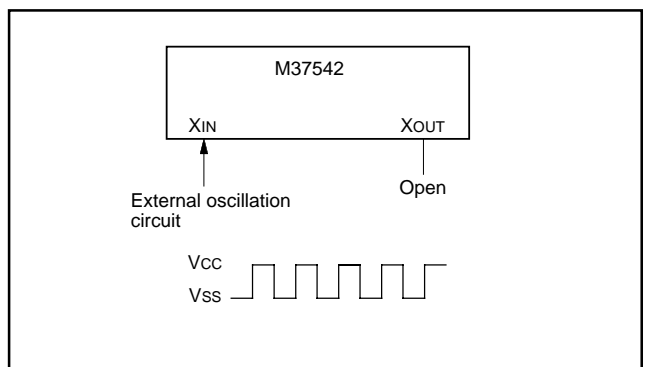 M37542
XIN XOUT
External oscillation
circuit
Open
VCC
VSS